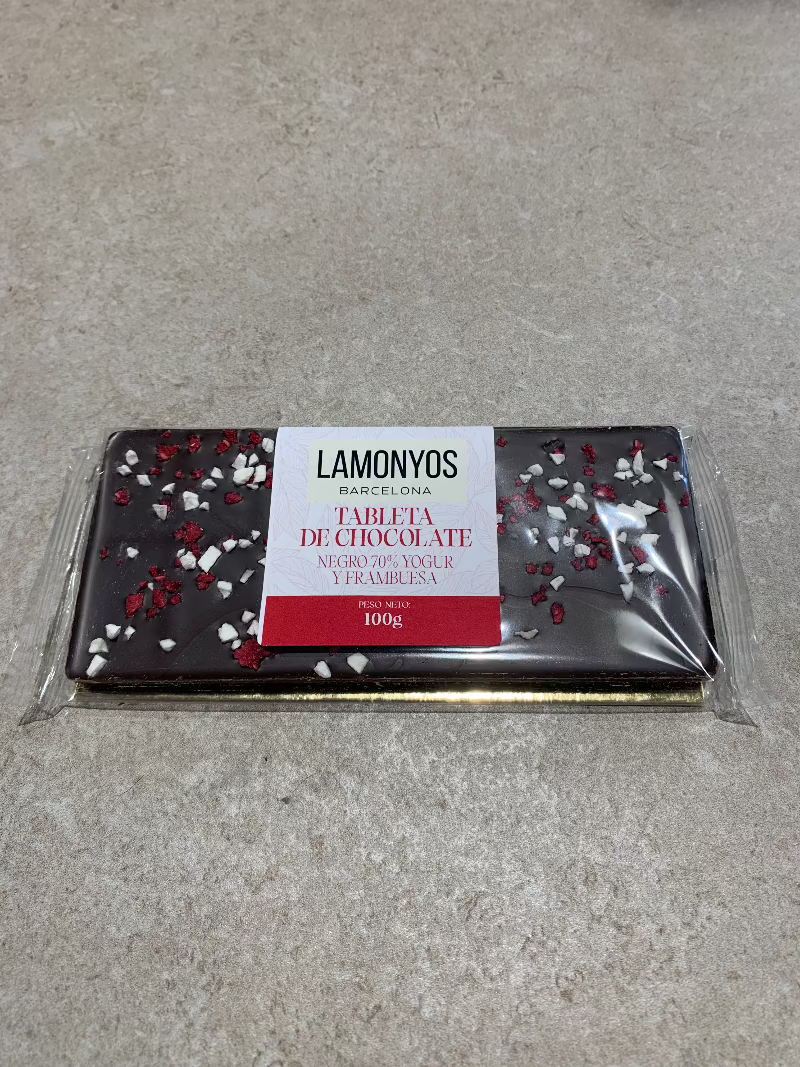 LAMONYOS
BARCELONA
TABLETA
DE CHOCOLATE
NEGRO 70% YOGUR
Y FRAMBUESA
PESO NETO:
100g